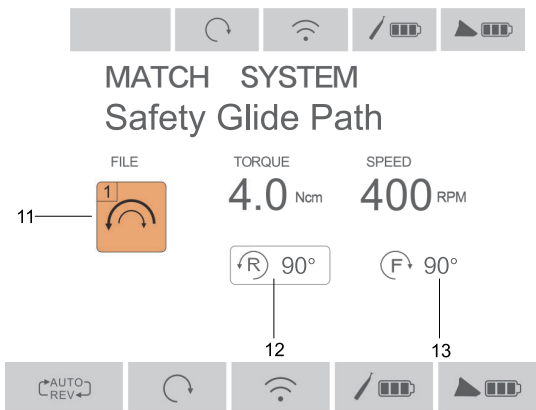 MATCH SYSTEM
Safety Glide Path
FILE TORQUE SPEED
1
4.0 Ncm 400 RPM
11
R 90° F 90°
12 13
AUTO
REV